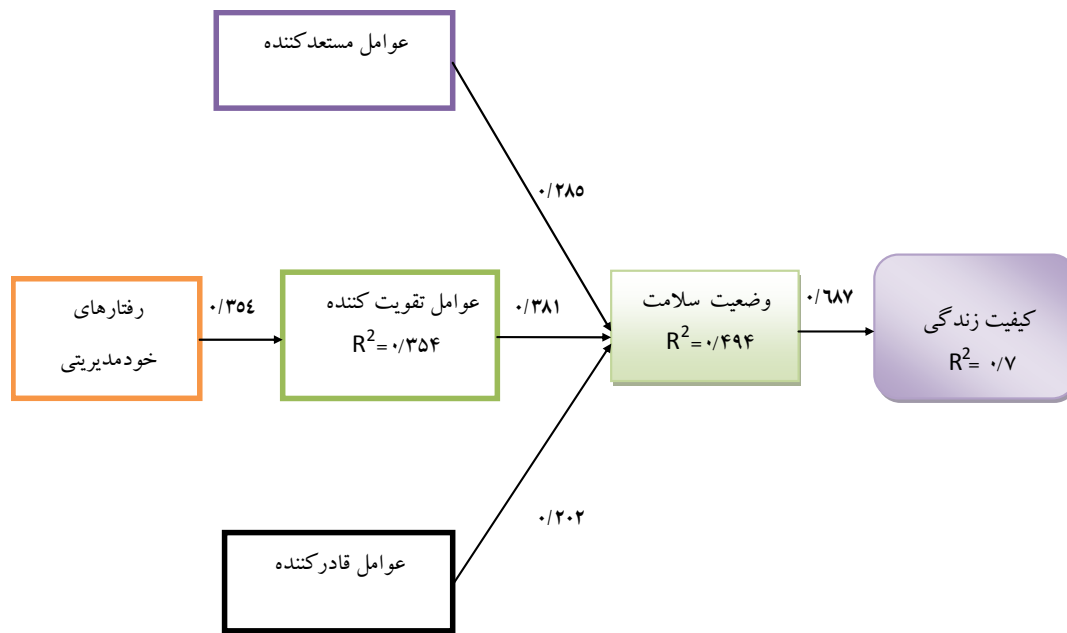 عوامل مستعدکننده
۰/۲۸۵
رفتارهای
خودمدیریتی
۰/۳۵٤
عوامل تقویت کننده
R²=۰/۳۵۴
۰/۳۸۱
وضعیت سلامت
R²=۰/۴۹۴
۰/٦۸۷
کیفیت زندگی
R²= ۰/۷
۰/۲۰۲
عوامل قادرکننده